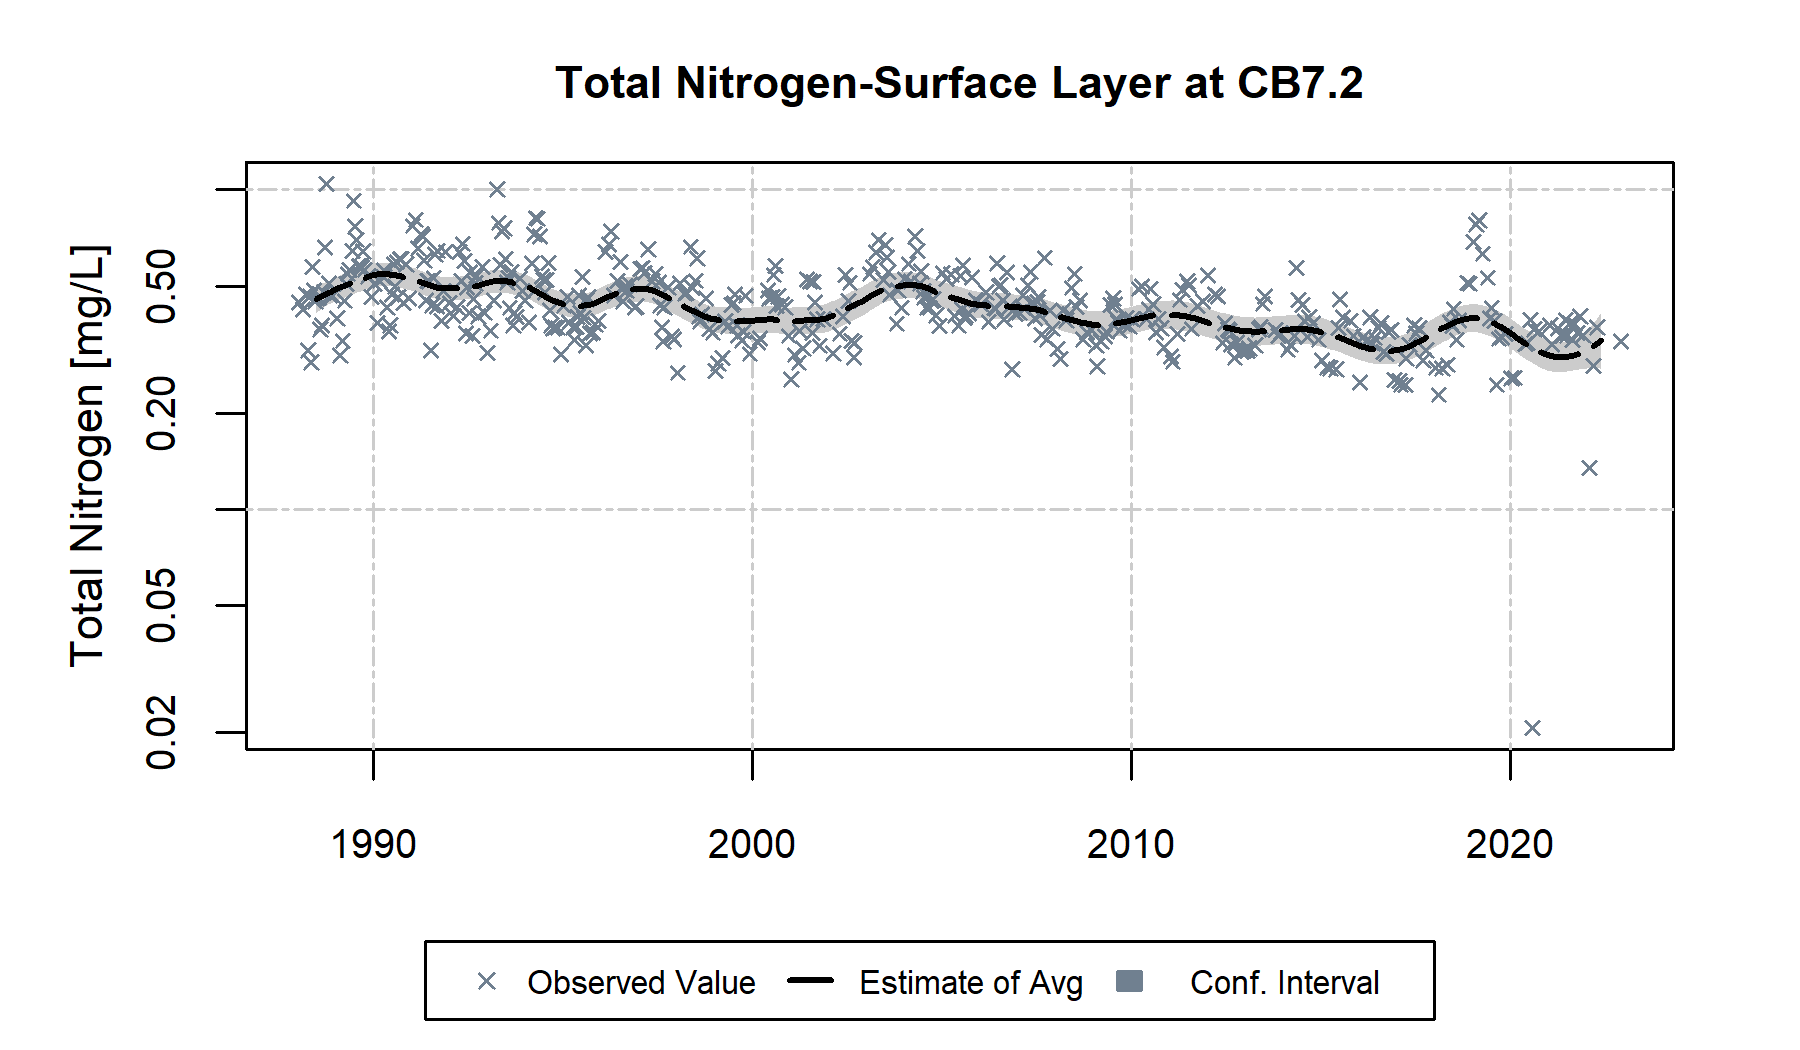 Total Nitrogen-Surface Layer at CB7.2
Total Nitrogen [mg/L]
0.50
0.20
0.05
0.02
1990 2000 2010 2020
Observed Value Estimate of Avg Conf. Interval